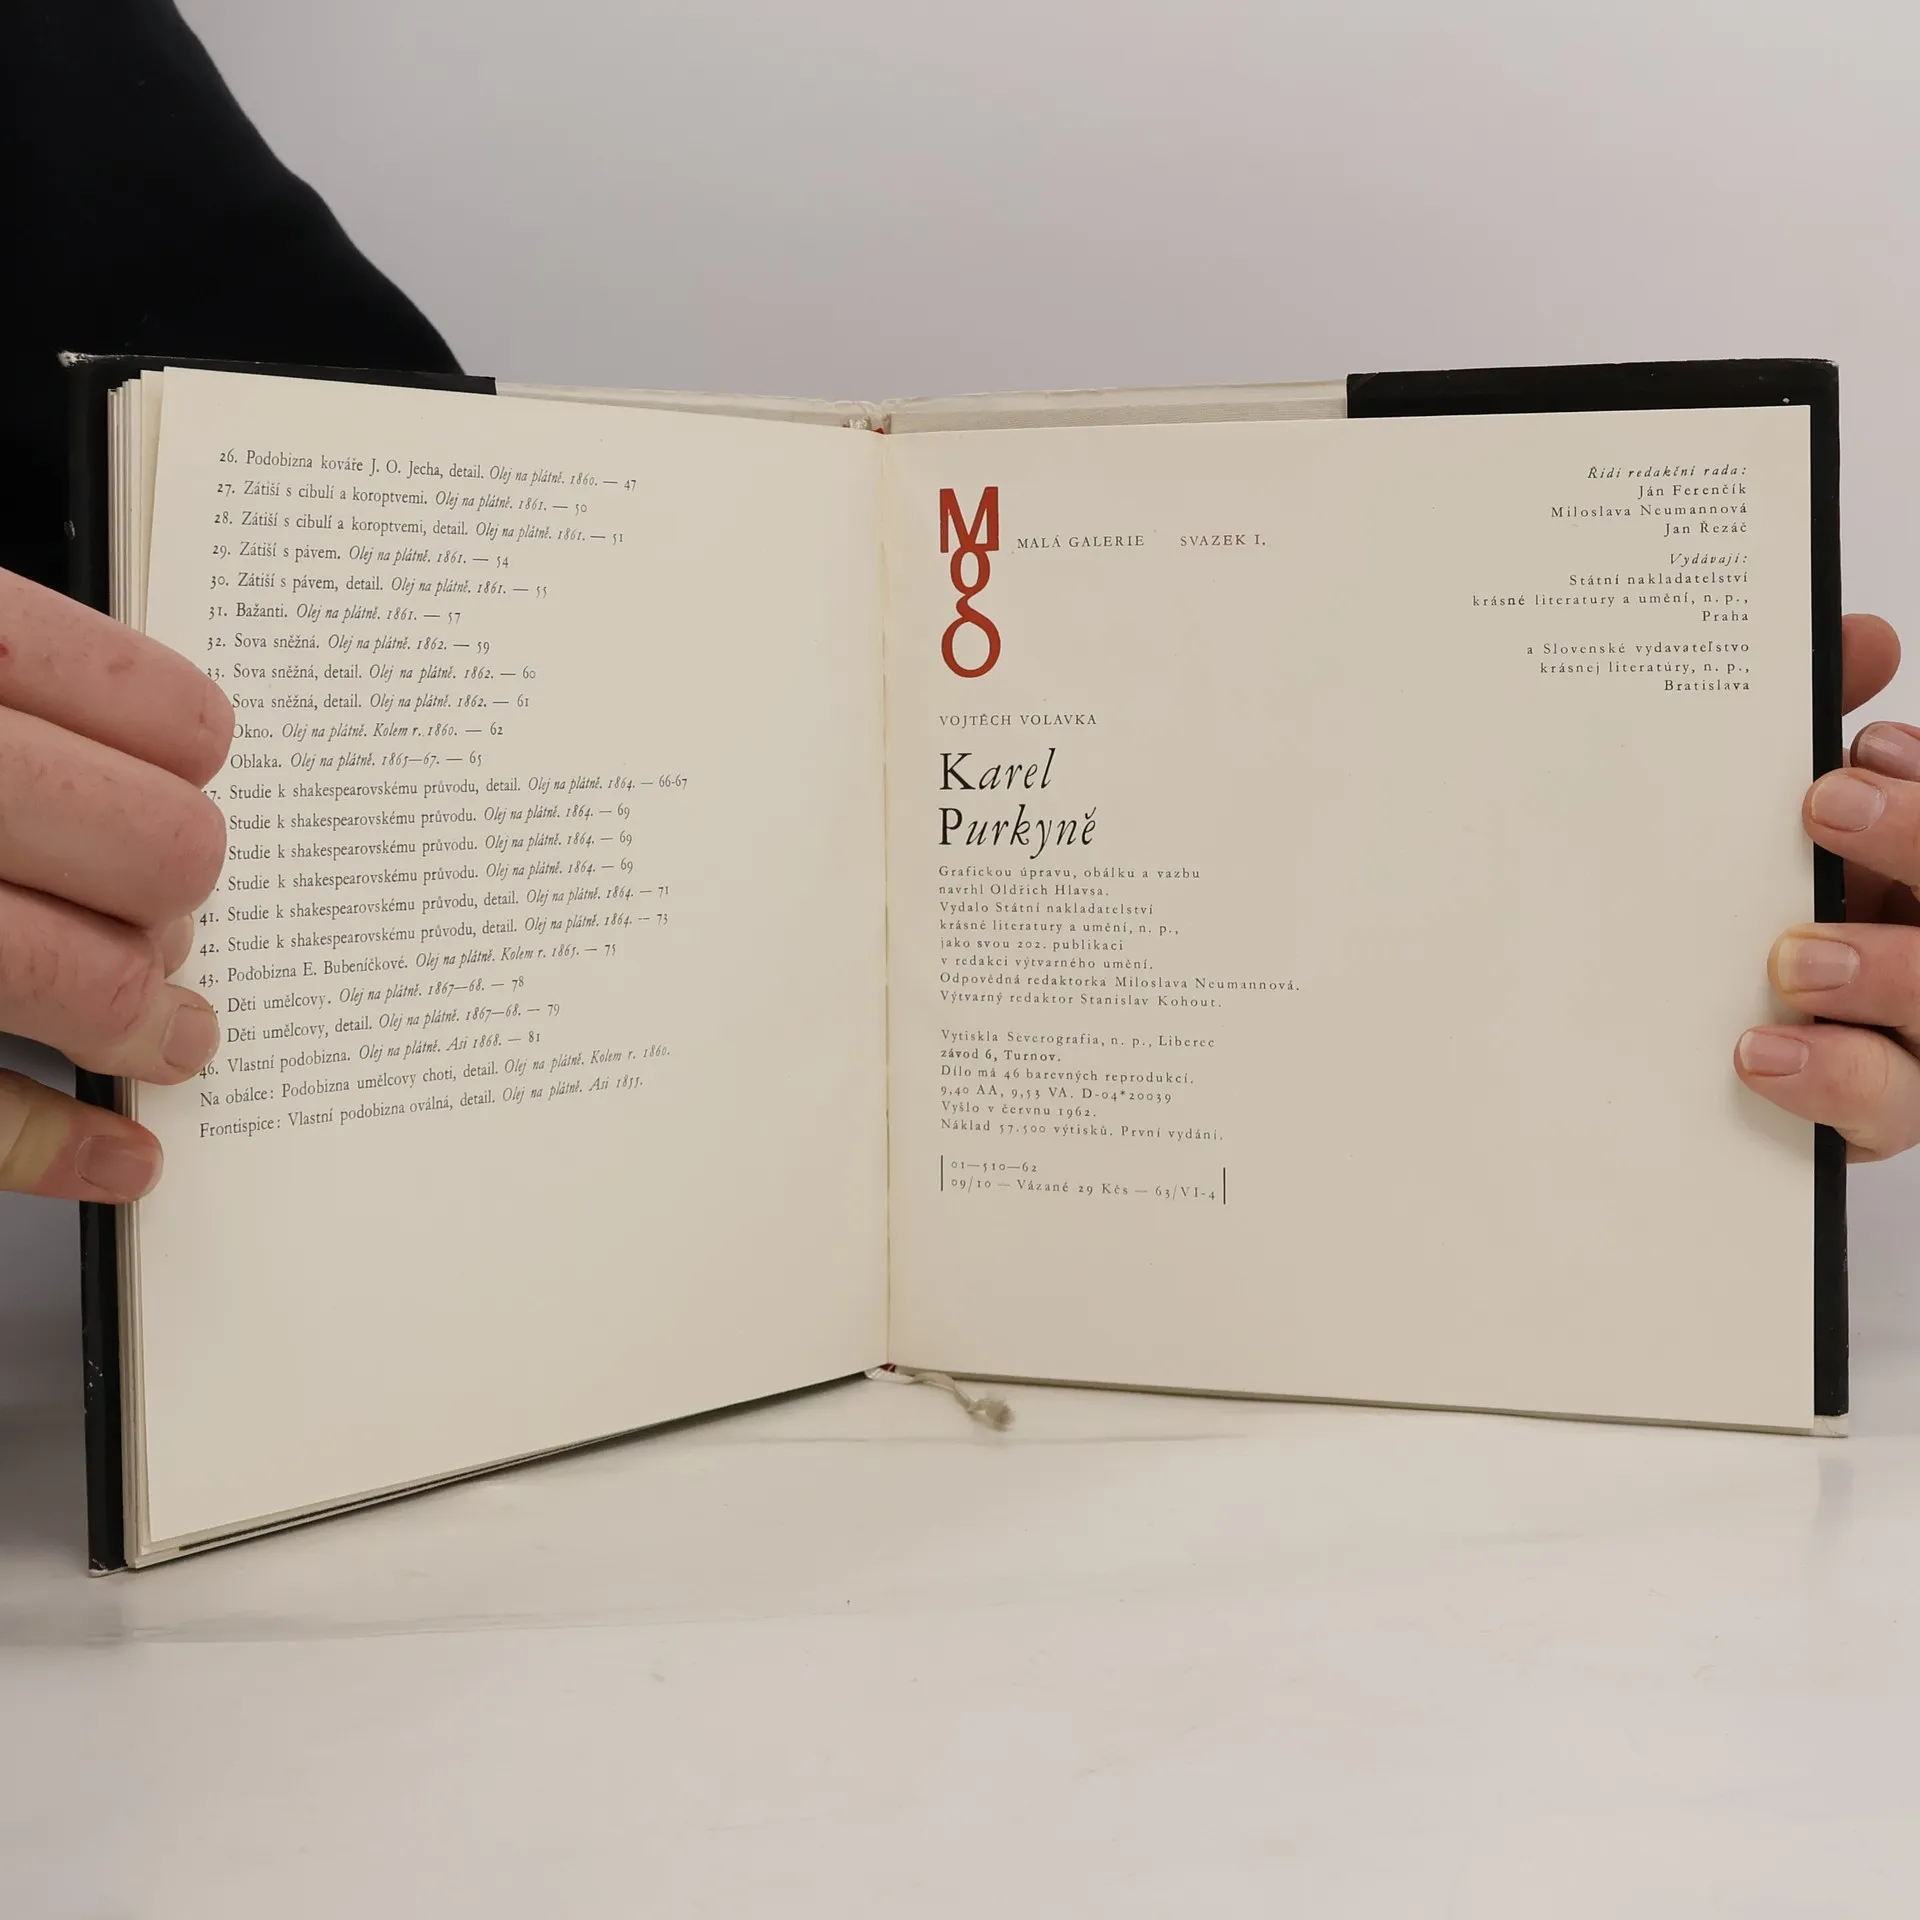 26. Podobizna kováře J. O. Jecha, detail. Olej na plátně. 1860. — 47
27. Zátiší s cibulí a koroptvemi. Olej na plátně. 1861. — 50
28. Zátiší s cibulí a koroptvemi, detail. Olej na plátně. 1861. — 51
29. Zátiší s pávem. Olej na plátně. 1861. — 54
30. Zátiší s pávem, detail. Olej na plátně. 1861. — 55
31. Bažanti. Olej na plátně. 1861. — 57
32. Sova sněžná. Olej na plátně. 1862. — 59
33. Sova sněžná, detail. Olej na plátně. 1862. — 60
Sova sněžná, detail. Olej na plátně. 1862. — 61
Okno. Olej na plátně. Kolem r. 1860. — 62
Oblaka. Olej na plátně. 1865—67. — 65
7. Studie k shakespearovskému průvodu, detail. Olej na plátně. 1864. — 66-67
Studie k shakespearovskému průvodu. Olej na plátně. 1864. — 69
Studie k shakespearovskému průvodu. Olej na plátně. 1864. — 69
Studie k shakespearovskému průvodu. Olej na plátně. 1864. — 69
41. Studie k shakespearovskému průvodu, detail. Olej na plátně. 1864. — 71
42. Studie k shakespearovskému průvodu, detail. Olej na plátně. 1864. — 73
43. Podobizna E. Bubeníčkové. Olej na plátně. Kolem r. 1865. — 75
Děti umělcovy. Olej na plátně. 1867—68. — 78
Děti umělcovy, detail. Olej na plátně. 1867—68. — 79
46. Vlastní podobizna. Olej na plátně. Asi 1868. — 81
Na obálce: Podobizna umělcovy choti, detail. Olej na plátně. Kolem r. 1860.
Frontispice: Vlastní podobizna oválná, detail. Olej na plátně. Asi 1855.
Mg
MALÁ GALERIE SVAZEK I.
VOJTĚCH VOLAVKA
Karel
Purkyně
Grafickou úpravu, obálku a vazbu
navrhl Oldřich Hlavsa.
Vydalo Státní nakladatelství
krásné literatury a umění, n. p.,
jako svou 202. publikaci
v redakci výtvarného umění.
Odpovědná redaktorka Miloslava Neumannová.
Výtvarný redaktor Stanislav Kohout.
Vytiskla Severografia, n. p., Liberec
závod 6, Turnov.
Dílo má 46 barevných reprodukcí.
9,40 AA, 9,53 VA. D-04*20039
Vyšlo v červnu 1962.
Náklad 57.500 výtisků. První vydání.
01—510—62
09/10 — Vázané 29 Kčs — 63/VI-4
Řídí redakční rada:
Ján Ferenčík
Miloslava Neumannová
Jan Řezáč
Vydávají:
Státní nakladatelství
krásné literatury a umění, n. p.,
Praha
a Slovenské vydavateľstvo
krásnej literatúry, n. p.,
Bratislava